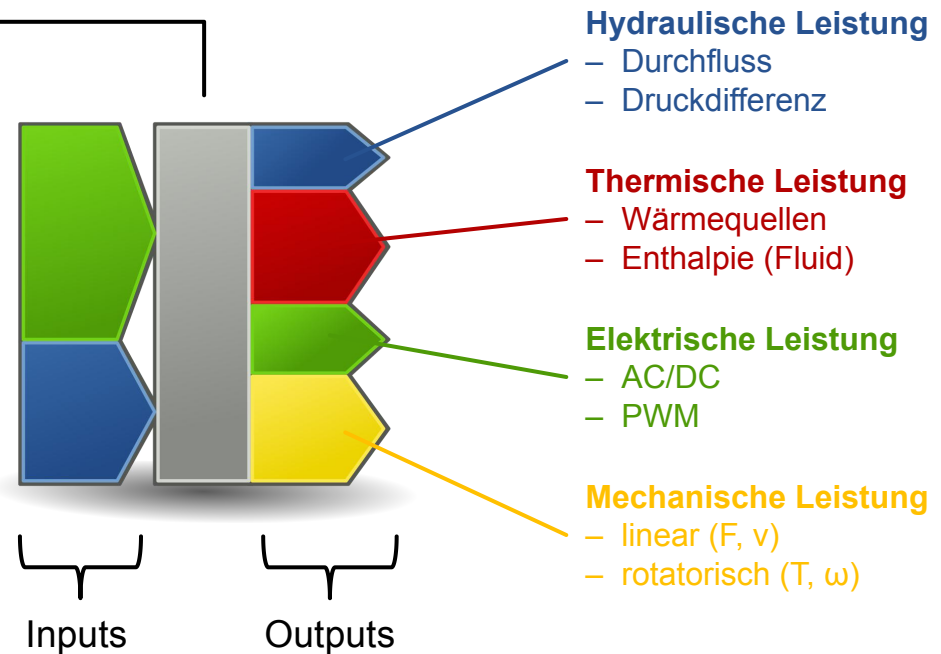 Hydraulische Leistung
– Durchfluss
– Druckdifferenz
Thermische Leistung
– Wärmequellen
– Enthalpie (Fluid)
Elektrische Leistung
– AC/DC
– PWM
Mechanische Leistung
– linear (F, v)
– rotatorisch (T, ω)
Inputs
Outputs